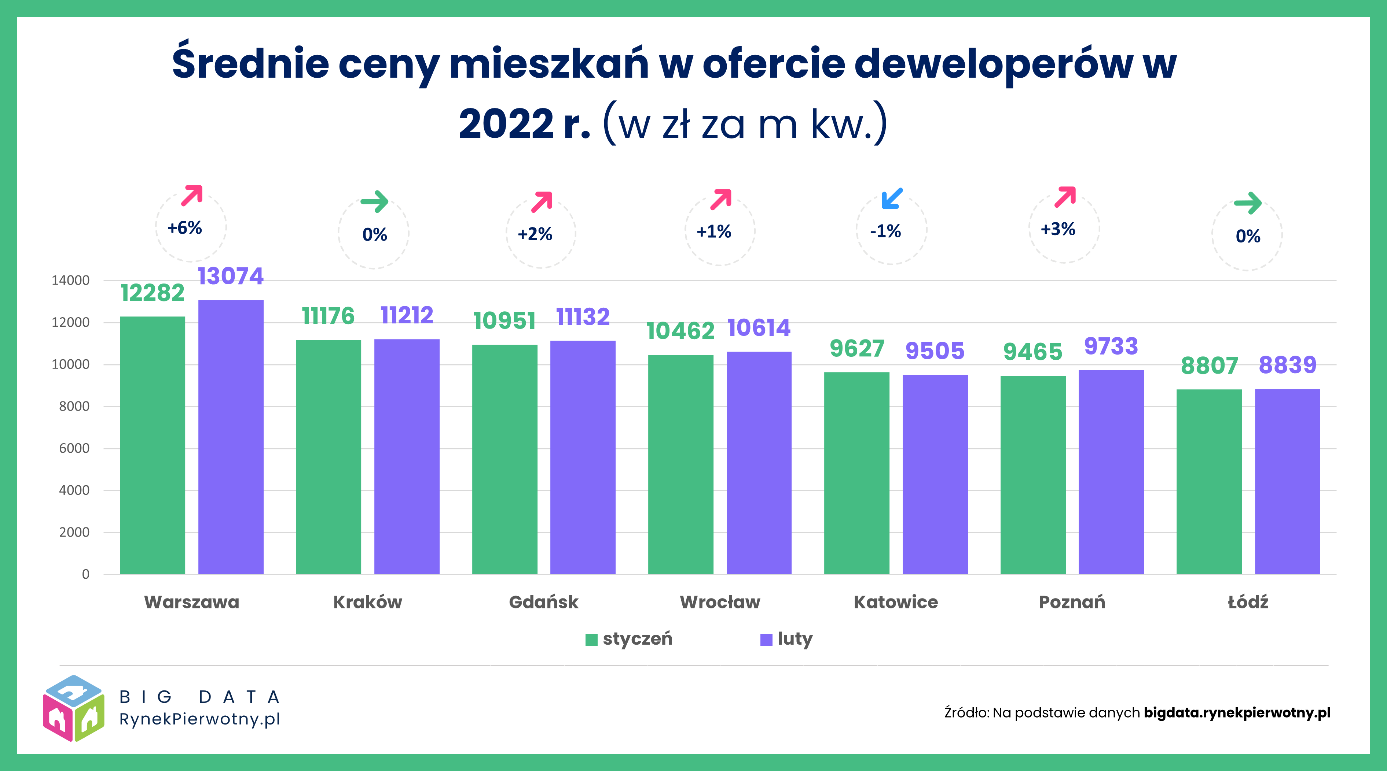 Średnie ceny mieszkań w ofercie deweloperów w
2022 r. (w zł za m kw.)
+6%
0%
+2%
+1%
-1%
+3%
0%
14000
12000
10000
8000
6000
4000
2000
0
12282
13074
11176
11212
10951
11132
10462
10614
9627
9505
9465
9733
8807
8839
Warszawa
Kraków
Gdańsk
Wrocław
Katowice
Poznań
Łódź
styczeń
luty
BIG DATA
RynekPierwotny.pl
Źródło: Na podstawie danych bigdata.rynekpierwotny.pl